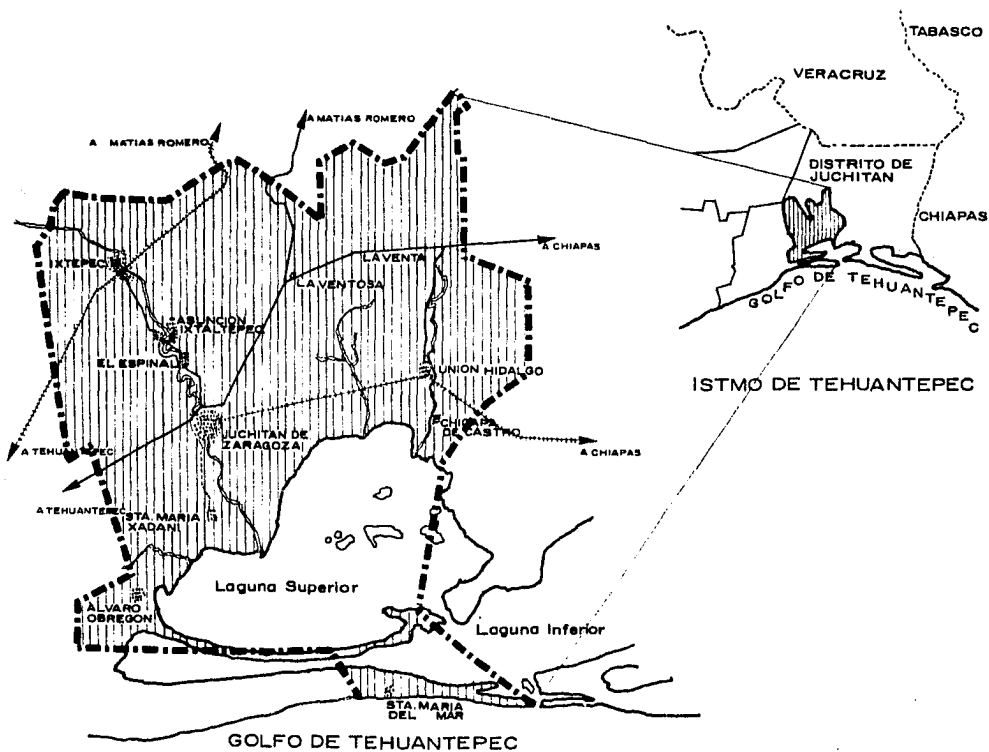 TABASCO
VERACRUZ
A MATIAS ROMERO
A MATIAS ROMERO
DISTRITO DE
JUCHITAN
CHIAPAS
A CHIAPAS
LA VENTA
IXTEPEC
LA VENTOSA
GOLFO DE TEHUANTEPEC
ASUNCION
IXTALTEPEC
EL ESPINAL
UNION HIDALGO
ISTMO DE TEHUANTEPEC
CHICAPA
DE CASTRO
JUCHITAN DE
ZARAGOZA
A TEHUANTEPEC
A CHIAPAS
A TEHUANTEPEC
STA. MARIA
XADANI
Laguna Superior
ALVARO
OBREGON
Laguna Inferior
STA. MARIA
DEL MAR
GOLFO DE TEHUANTEPEC